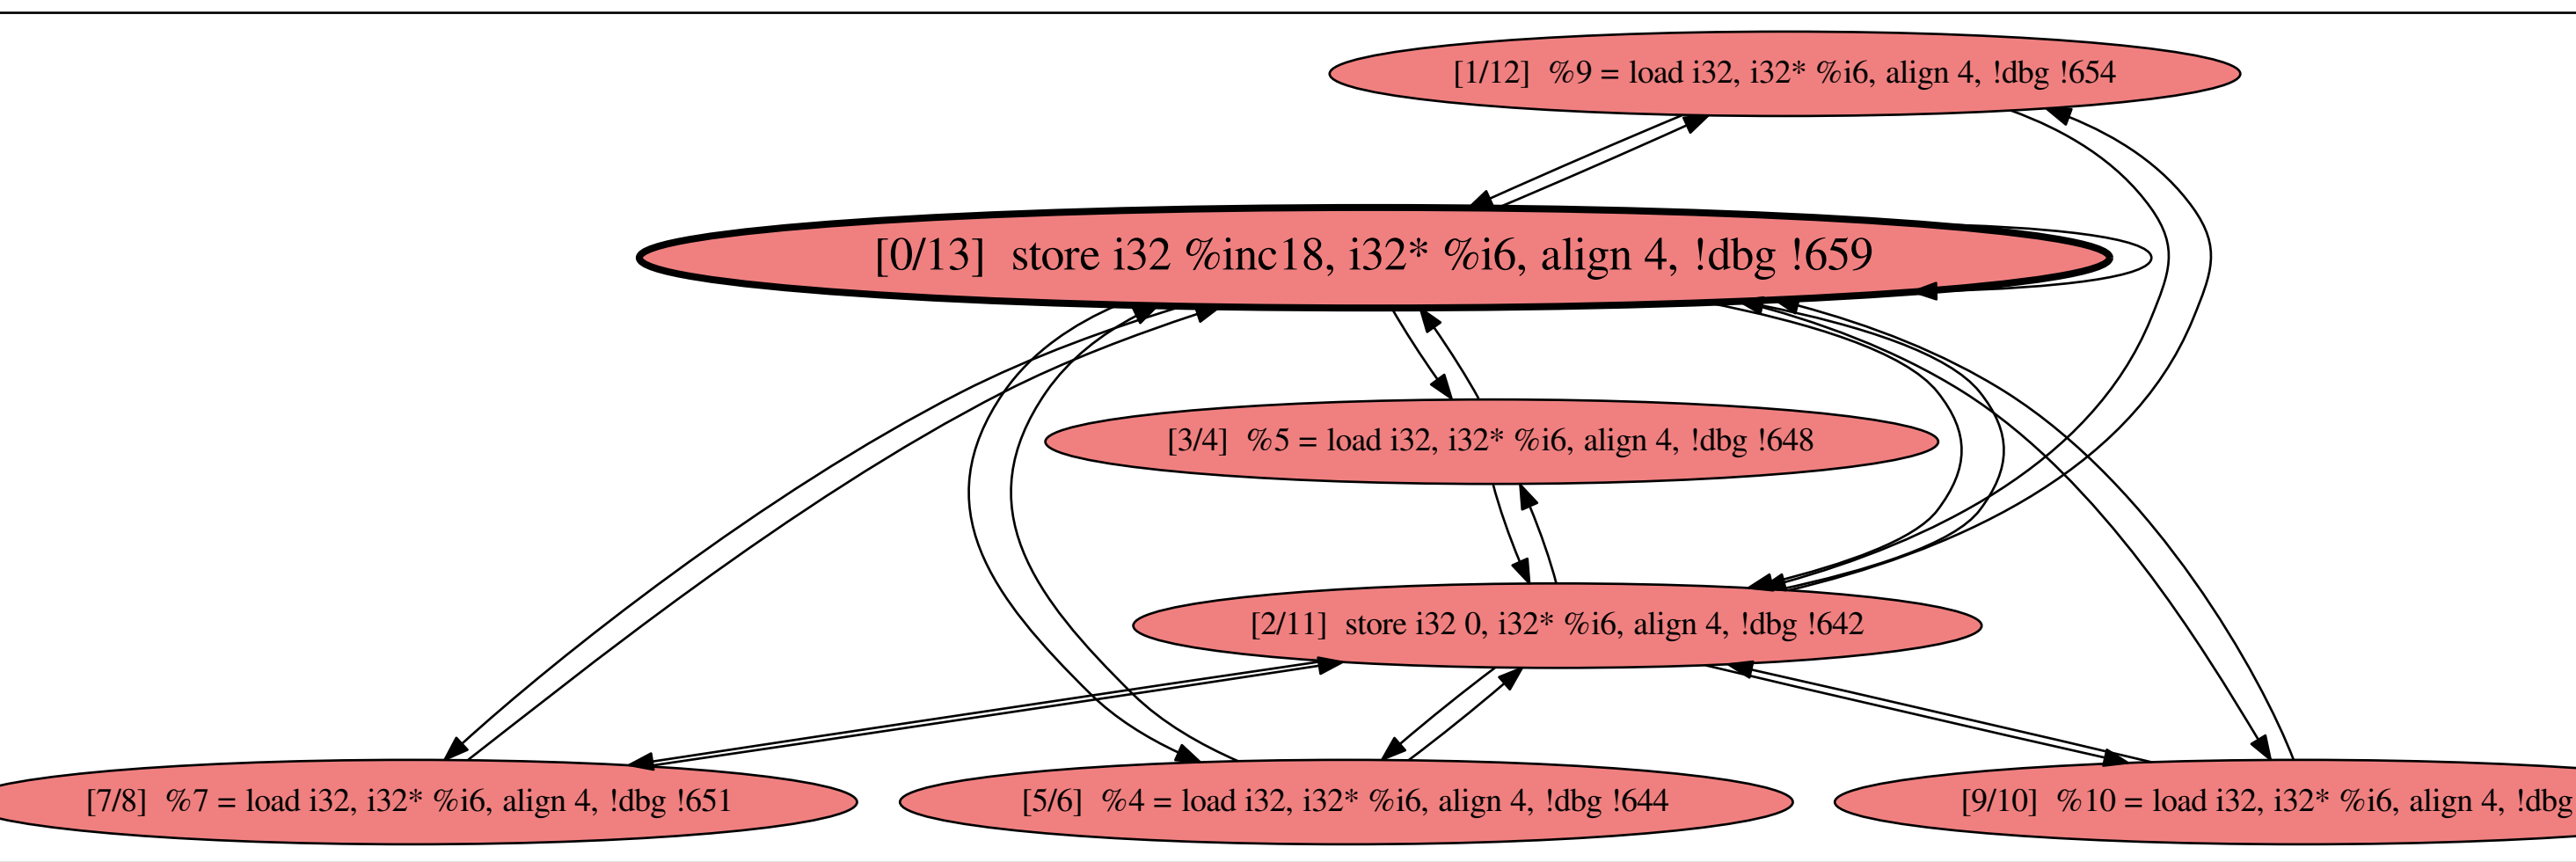 [1/12]  %9 = load i32, i32* %i6, align 4, !dbg !654
[0/13]  store i32 %inc18, i32* %i6, align 4, !dbg !659
[3/4]  %5 = load i32, i32* %i6, align 4, !dbg !648
[2/11]  store i32 0, i32* %i6, align 4, !dbg !642
[7/8]  %7 = load i32, i32* %i6, align 4, !dbg !651
[5/6]  %4 = load i32, i32* %i6, align 4, !dbg !644
[9/10]  %10 = load i32, i32* %i6, align 4, !dbg